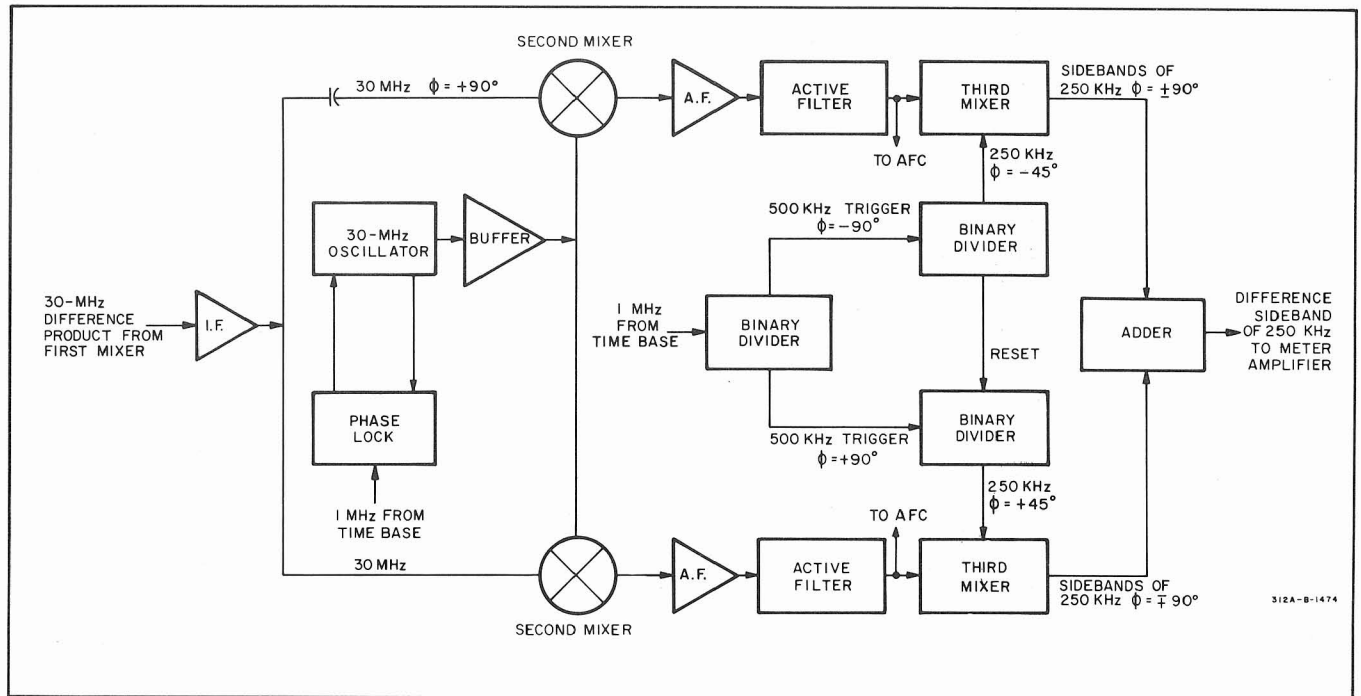 SECOND MIXER
30 MHz ϕ = +90°
A.F.
ACTIVE
FILTER
THIRD
MIXER
SIDEBANDS OF
250 KHz ϕ = ±90°
TO AFC
250 KHz
ϕ = −45°
500 KHz TRIGGER
ϕ = −90°
BINARY
DIVIDER
30-MHz
OSCILLATOR
BUFFER
30-MHz
DIFFERENCE
PRODUCT FROM
FIRST MIXER
I.F.
1 MHz
FROM
TIME BASE
BINARY
DIVIDER
RESET
ADDER
DIFFERENCE
SIDEBAND
OF 250 KHz
TO METER
AMPLIFIER
PHASE
LOCK
BINARY
DIVIDER
500 KHz TRIGGER
ϕ = +90°
250 KHz
ϕ = +45°
1 MHz FROM
TIME BASE
TO AFC
30 MHz
A.F.
ACTIVE
FILTER
THIRD
MIXER
SIDEBANDS OF
250 KHz ϕ = ∓90°
SECOND MIXER
312A-B-1474